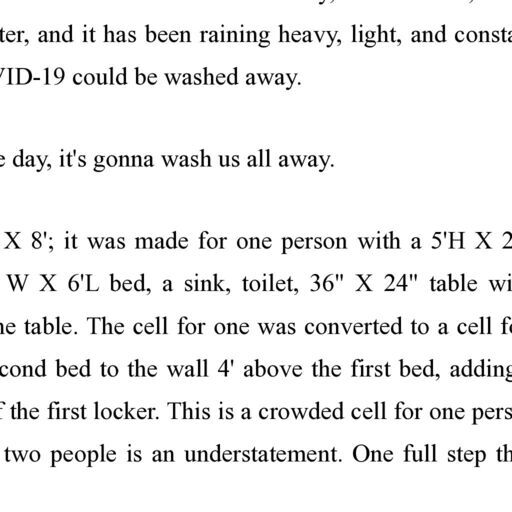 ter, and it has been raining heavy, light, and consta
VID-19 could be washed away.
e day, it's gonna wash us all away.
X 8'; it was made for one person with a 5'H X 2
W X 6'L bed, a sink, toilet, 36" X 24" table wi
ne table. The cell for one was converted to a cell fo
cond bed to the wall 4' above the first bed, adding
f the first locker. This is a crowded cell for one pers
two people is an understatement. One full step th